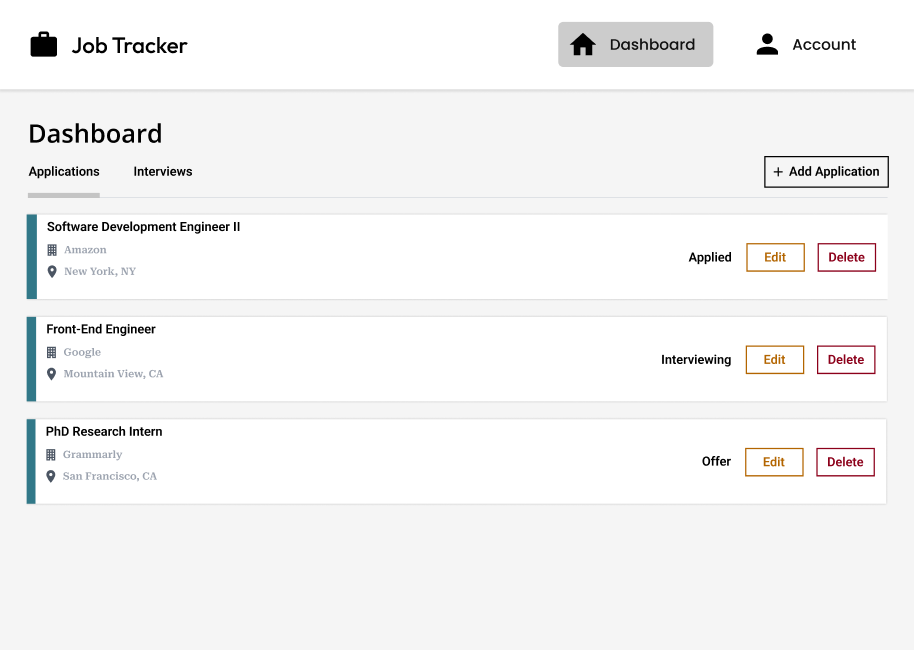 Job Tracker
Dashboard
Account
Dashboard
Applications
Interviews
+ Add Application
Software Development Engineer II
Amazon
New York, NY
Applied
Edit
Delete
Front-End Engineer
Google
Mountain View, CA
Interviewing
Edit
Delete
PhD Research Intern
Grammarly
San Francisco, CA
Offer
Edit
Delete